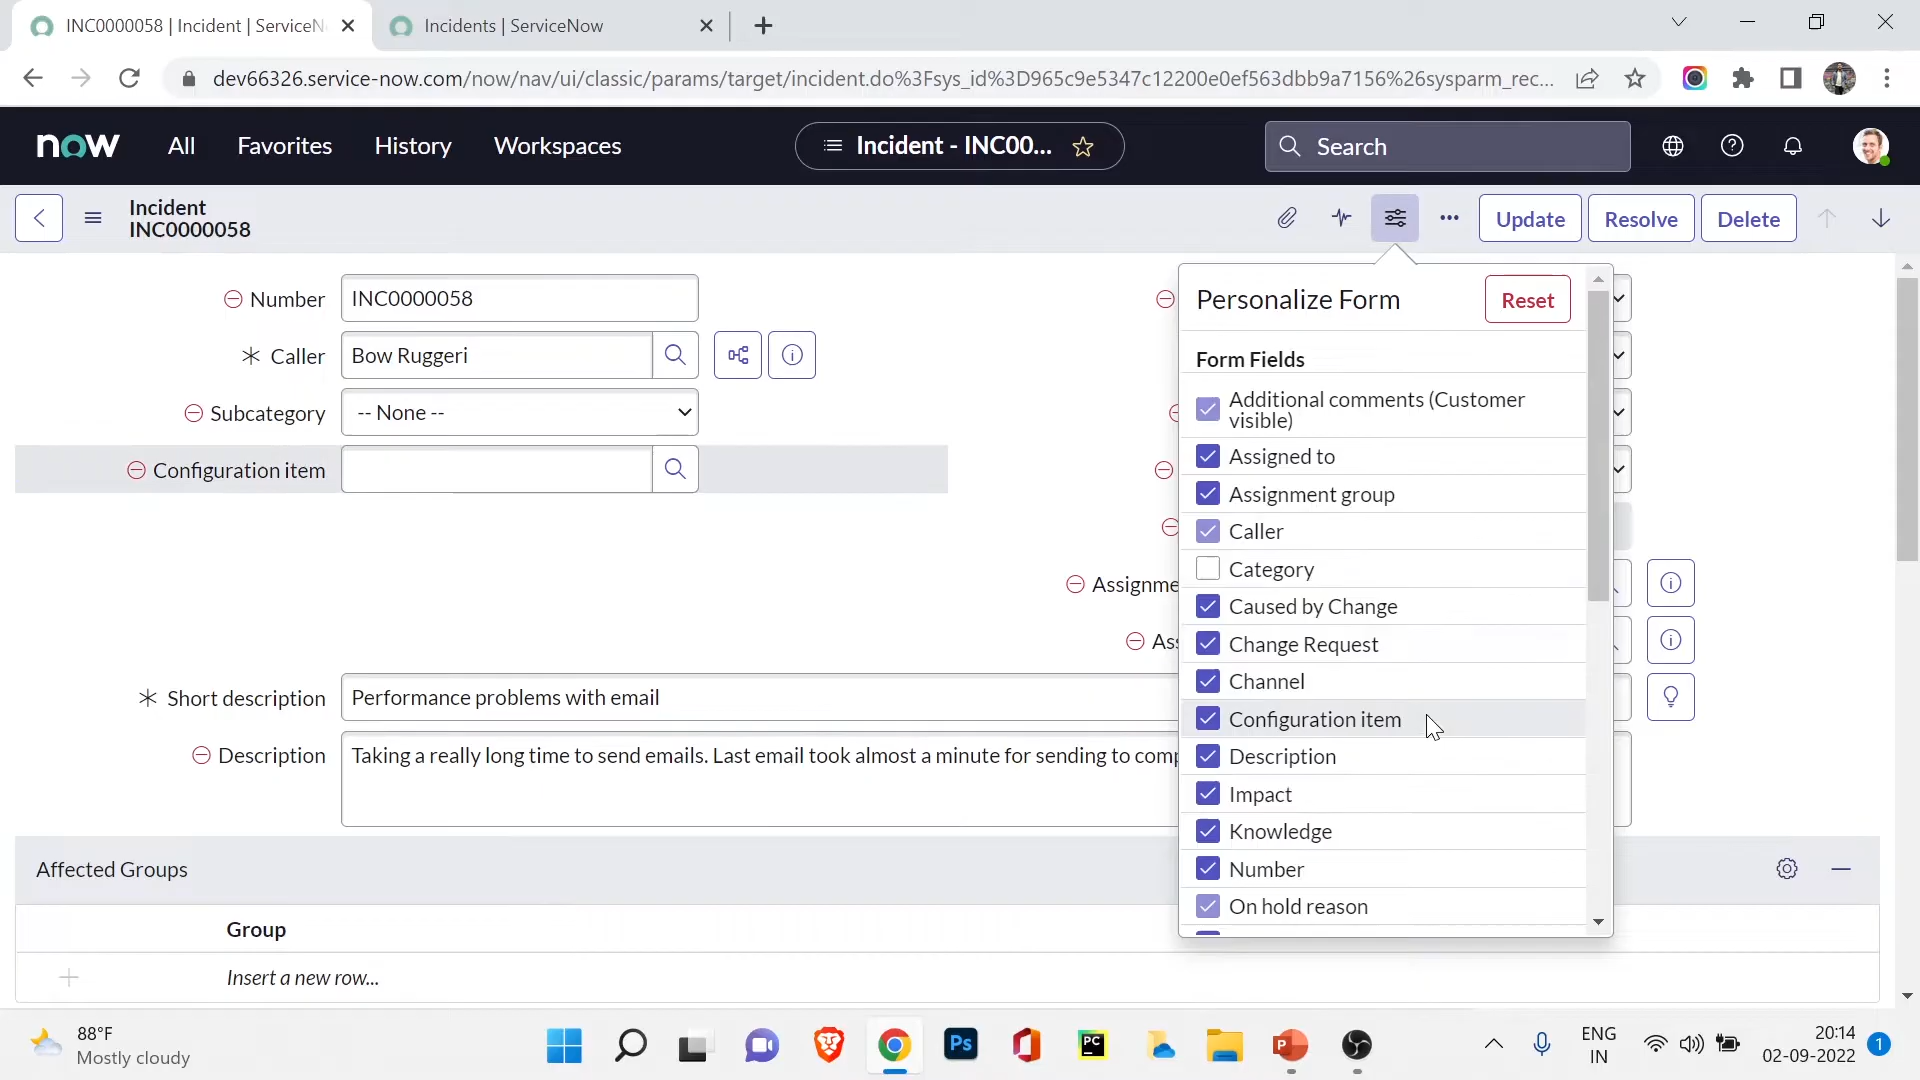 INC0000058 | Incident | ServiceN
Incidents | ServiceNow
dev66326.service-now.com/now/nav/ui/classic/params/target/incident.do%3Fsys_id%3D965c9e5347c12200e0ef563dbb9a7156%26sysparm_rec...
now All Favorites History Workspaces Incident - INC00... Search
Incident
INC0000058
Update Resolve Delete
Number INC0000058
Caller Bow Ruggeri
Subcategory -- None --
Configuration item
Assignme
Ass
Short description Performance problems with email
Description Taking a really long time to send emails. Last email took almost a minute for sending to comp
Personalize Form Reset
Form Fields
Additional comments (Customer
visible)
Assigned to
Assignment group
Caller
Category
Caused by Change
Change Request
Channel
Configuration item
Description
Impact
Knowledge
Number
On hold reason
Affected Groups
Group
Insert a new row...
88°F
Mostly cloudy
Ps
PC
P
ENG
IN
20:14
02-09-2022
1